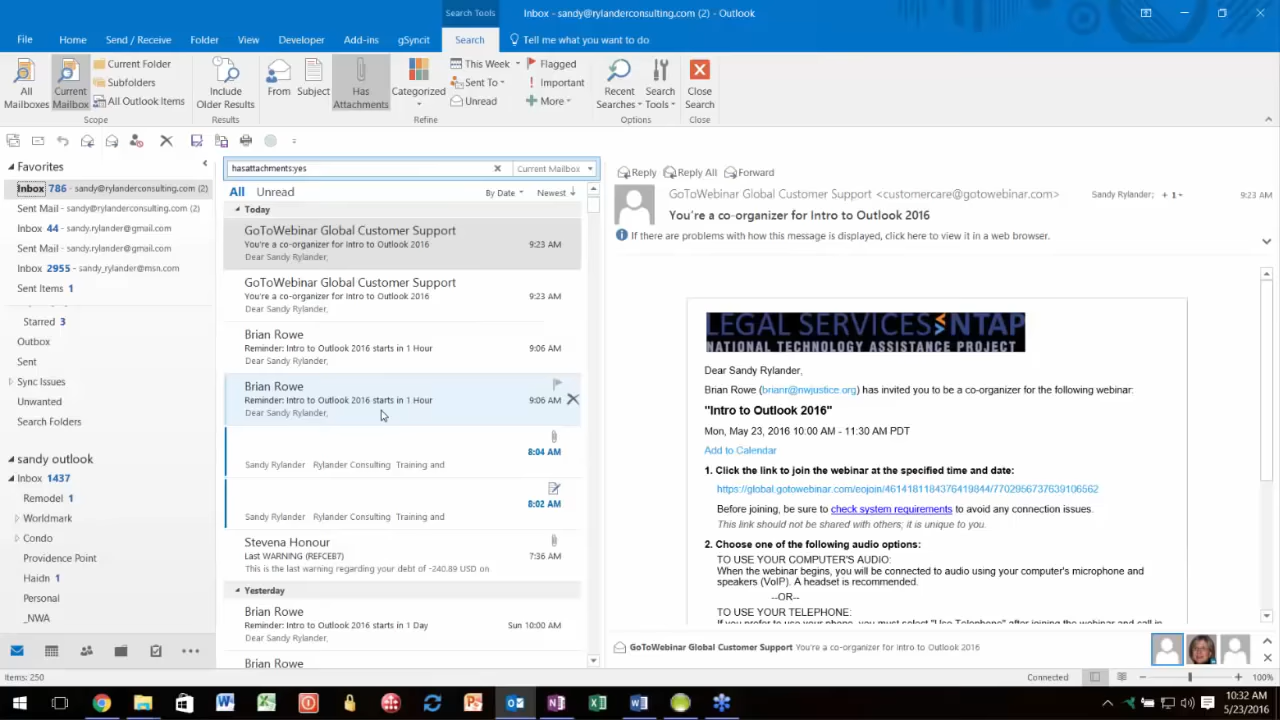 Search Tools
Inbox - sandy@rylanderconsulting.com (2) - Outlook
File Home Send / Receive Folder View Developer Add-ins gSyncit Search Tell me what you want to do
All Mailboxes
Current Mailbox
Current Folder
Subfolders
All Outlook Items
Scope
Include Older Results
Results
From
Subject
Has Attachments
Categorized
This Week
Sent To
Unread
Flagged
Important
More
Refine
Recent Searches
Search Tools
Options
Close Search
Close
Favorites
Inbox 786 - sandy@rylanderconsulting.com (2)
Sent Mail - sandy@rylanderconsulting.com (2)
Inbox 44 - sandy.rylander@gmail.com
Sent Mail - sandy.rylander@gmail.com
Inbox 2955 - sandy_rylander@msn.com
Sent Items 1
Starred 3
Outbox
Sent
Sync Issues
Unwanted
Search Folders
sandy outlook
Inbox 1437
Remodel 1
Worldmark
Condo
Providence Point
Haidn 1
Personal
_NWA
hasattachments:yes
Current Mailbox
All Unread
By Date Newest
Today
GoToWebinar Global Customer Support
You're a co-organizer for Intro to Outlook 2016 9:23 AM
Dear Sandy Rylander,
GoToWebinar Global Customer Support
You're a co-organizer for Intro to Outlook 2016 9:23 AM
Dear Sandy Rylander,
Brian Rowe
Reminder: Intro to Outlook 2016 starts in 1 Hour 9:06 AM
Dear Sandy Rylander,
Brian Rowe
Reminder: Intro to Outlook 2016 starts in 1 Hour 9:06 AM
Dear Sandy Rylander,
8:04 AM
Sandy Rylander Rylander Consulting Training and
8:02 AM
Sandy Rylander Rylander Consulting Training and
Stevena Honour
Last WARNING (REFCEB7) 7:36 AM
This is the last warning regarding your debt of -240.89 USD on
Yesterday
Brian Rowe
Reminder: Intro to Outlook 2016 starts in 1 Day Sun 10:00 AM
Dear Sandy Rylander,
Brian Rowe
Reply Reply All Forward
GoToWebinar Global Customer Support <customercare@gotowebinar.com> Sandy Rylander; + 1 9:23 AM
You're a co-organizer for Intro to Outlook 2016
If there are problems with how this message is displayed, click here to view it in a web browser.
LEGAL SERVICES NTAP
NATIONAL TECHNOLOGY ASSISTANCE PROJECT
Dear Sandy Rylander,
Brian Rowe (brianr@nwjustice.org) has invited you to be a co-organizer for the following webinar:
"Intro to Outlook 2016"
Mon, May 23, 2016 10:00 AM - 11:30 AM PDT
Add to Calendar
1. Click the link to join the webinar at the specified time and date:
https://global.gotowebinar.com/eojoin/4614181184376419844/7702956737639106562
Before joining, be sure to check system requirements to avoid any connection issues.
This link should not be shared with others; it is unique to you.
2. Choose one of the following audio options:
TO USE YOUR COMPUTER'S AUDIO:
When the webinar begins, you will be connected to audio using your computer's microphone and
speakers (VoIP). A headset is recommended.
--OR--
TO USE YOUR TELEPHONE:
If you prefer to use your phone, you must select "Use Telephone" after joining the webinar and call in
GoToWebinar Global Customer Support You're a co-organizer for Intro to Outlook 2016
Items: 250
Connected
100%
10:32 AM
5/23/2016